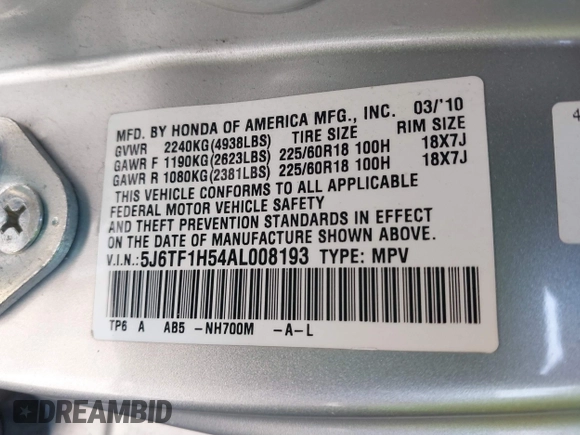 MFD. BY HONDA OF AMERICA MFG., INC. 03/'10
GVWR 2240KG(4938LBS) TIRE SIZE RIM SIZE
GAWR F 1190KG(2623LBS) 225/60R18 100H 18X7J
GAWR R 1080KG(2381LBS) 225/60R18 100H 18X7J
THIS VEHICLE CONFORMS TO ALL APPLICABLE
FEDERAL MOTOR VEHICLE SAFETY
AND THEFT PREVENTION STANDARDS IN EFFECT
ON THE DATE OF MANUFACTURE SHOWN ABOVE.
V.I.N.:5J6TF1H54AL008193 TYPE: MPV
TP6 A AB5 -NH700M -A-L
4
DREAMBID